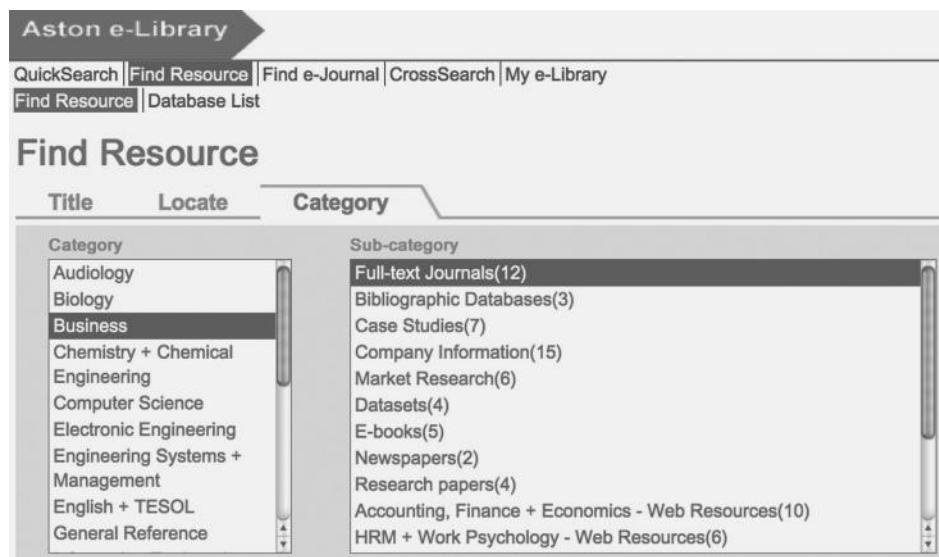 Aston e-Library
QuickSearch Find Resource Find e-Journal CrossSearch My e-Library
Find Resource Database List
Find Resource
Title Locate Category
Category Sub-category
Audiology
Biology
Business
Chemistry + Chemical
Engineering
Computer Science
Electronic Engineering
Engineering Systems +
Management
English + TESOL
General Reference
Full-text Journals(12)
Bibliographic Databases(3)
Case Studies(7)
Company Information(15)
Market Research(6)
Datasets(4)
E-books(5)
Newspapers(2)
Research papers(4)
Accounting, Finance + Economics - Web Resources(10)
HRM + Work Psychology - Web Resources(6)